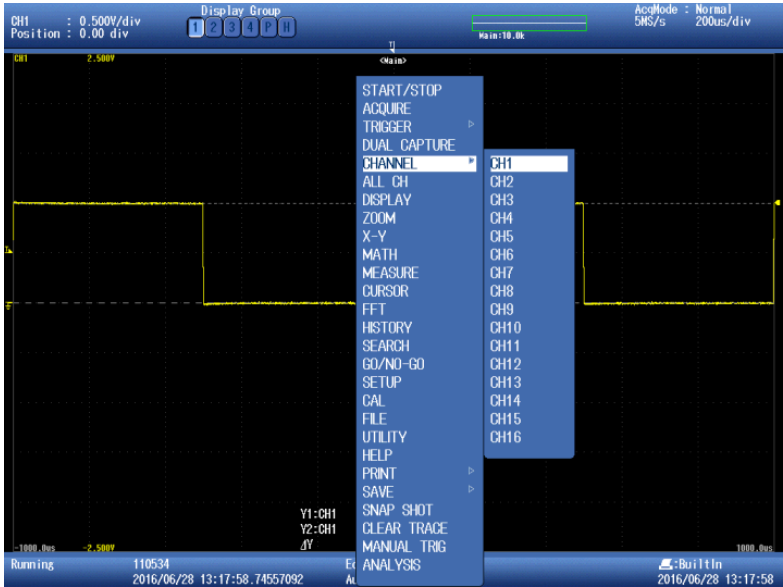 CH1 : 0.500V/div
Position : 0.00 div
Display Group
1 2 3 4 P H
Main:10.0k
AcqMode : Normal
5MS/s 200us/div
CH1 2.500V
<Main>
START/STOP
ACQUIRE
TRIGGER
DUAL CAPTURE
CHANNEL
ALL CH
DISPLAY
ZOOM
X-Y
MATH
MEASURE
CURSOR
FFT
HISTORY
SEARCH
GO/NO-GO
SETUP
CAL
FILE
UTILITY
HELP
PRINT
SAVE
SNAP SHOT
CLEAR TRACE
MANUAL TRIG
ANALYSIS
CH1
CH2
CH3
CH4
CH5
CH6
CH7
CH8
CH9
CH10
CH11
CH12
CH13
CH14
CH15
CH16
Y1:CH1
Y2:CH1
ΔY
-1000.0us -2.500V
1000.0us
Running 110534
2016/06/28 13:17:58.74557092
:BuiltIn
2016/06/28 13:17:58